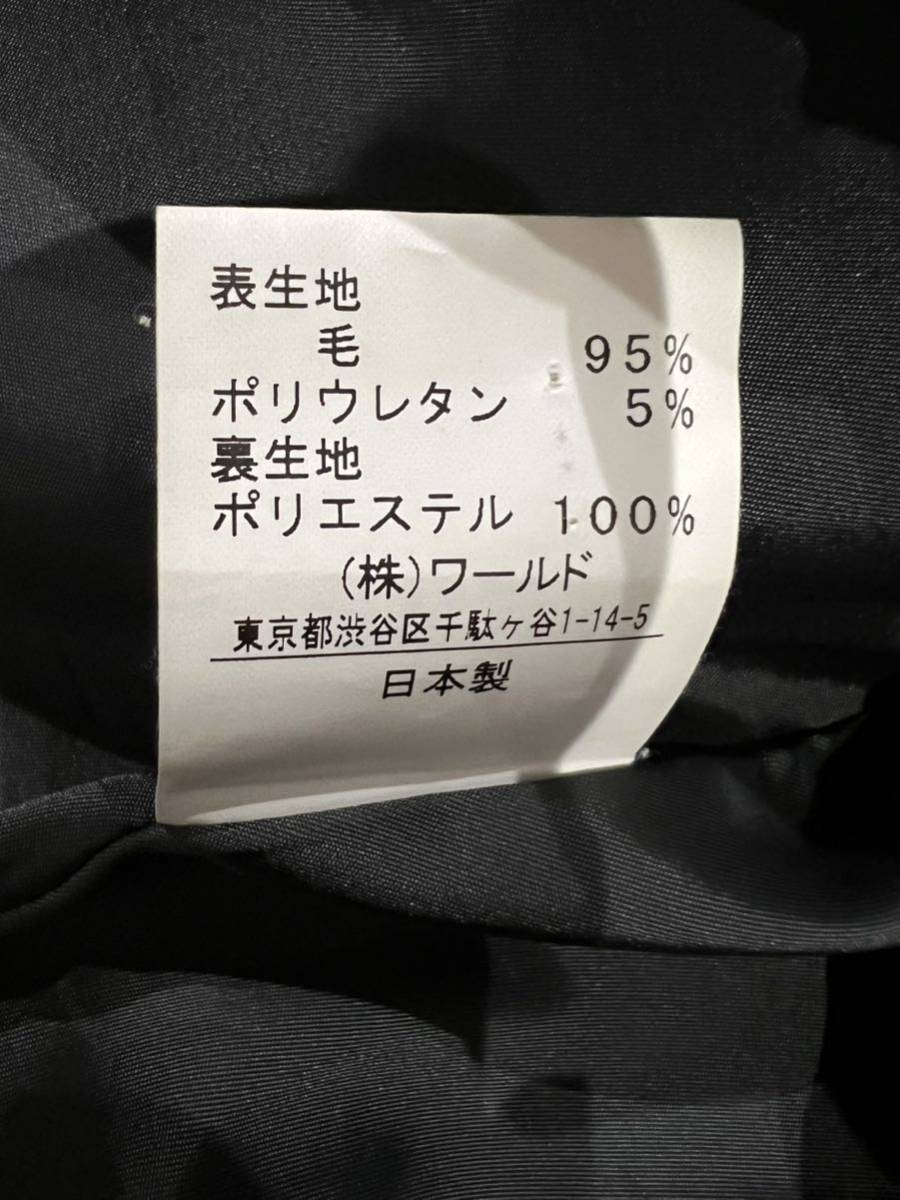 表生地
毛 95%
ポリウレタン 5%
裏生地
ポリエステル 100%
(株)ワールド
東京都渋谷区千駄ヶ谷1-14-5
日本製